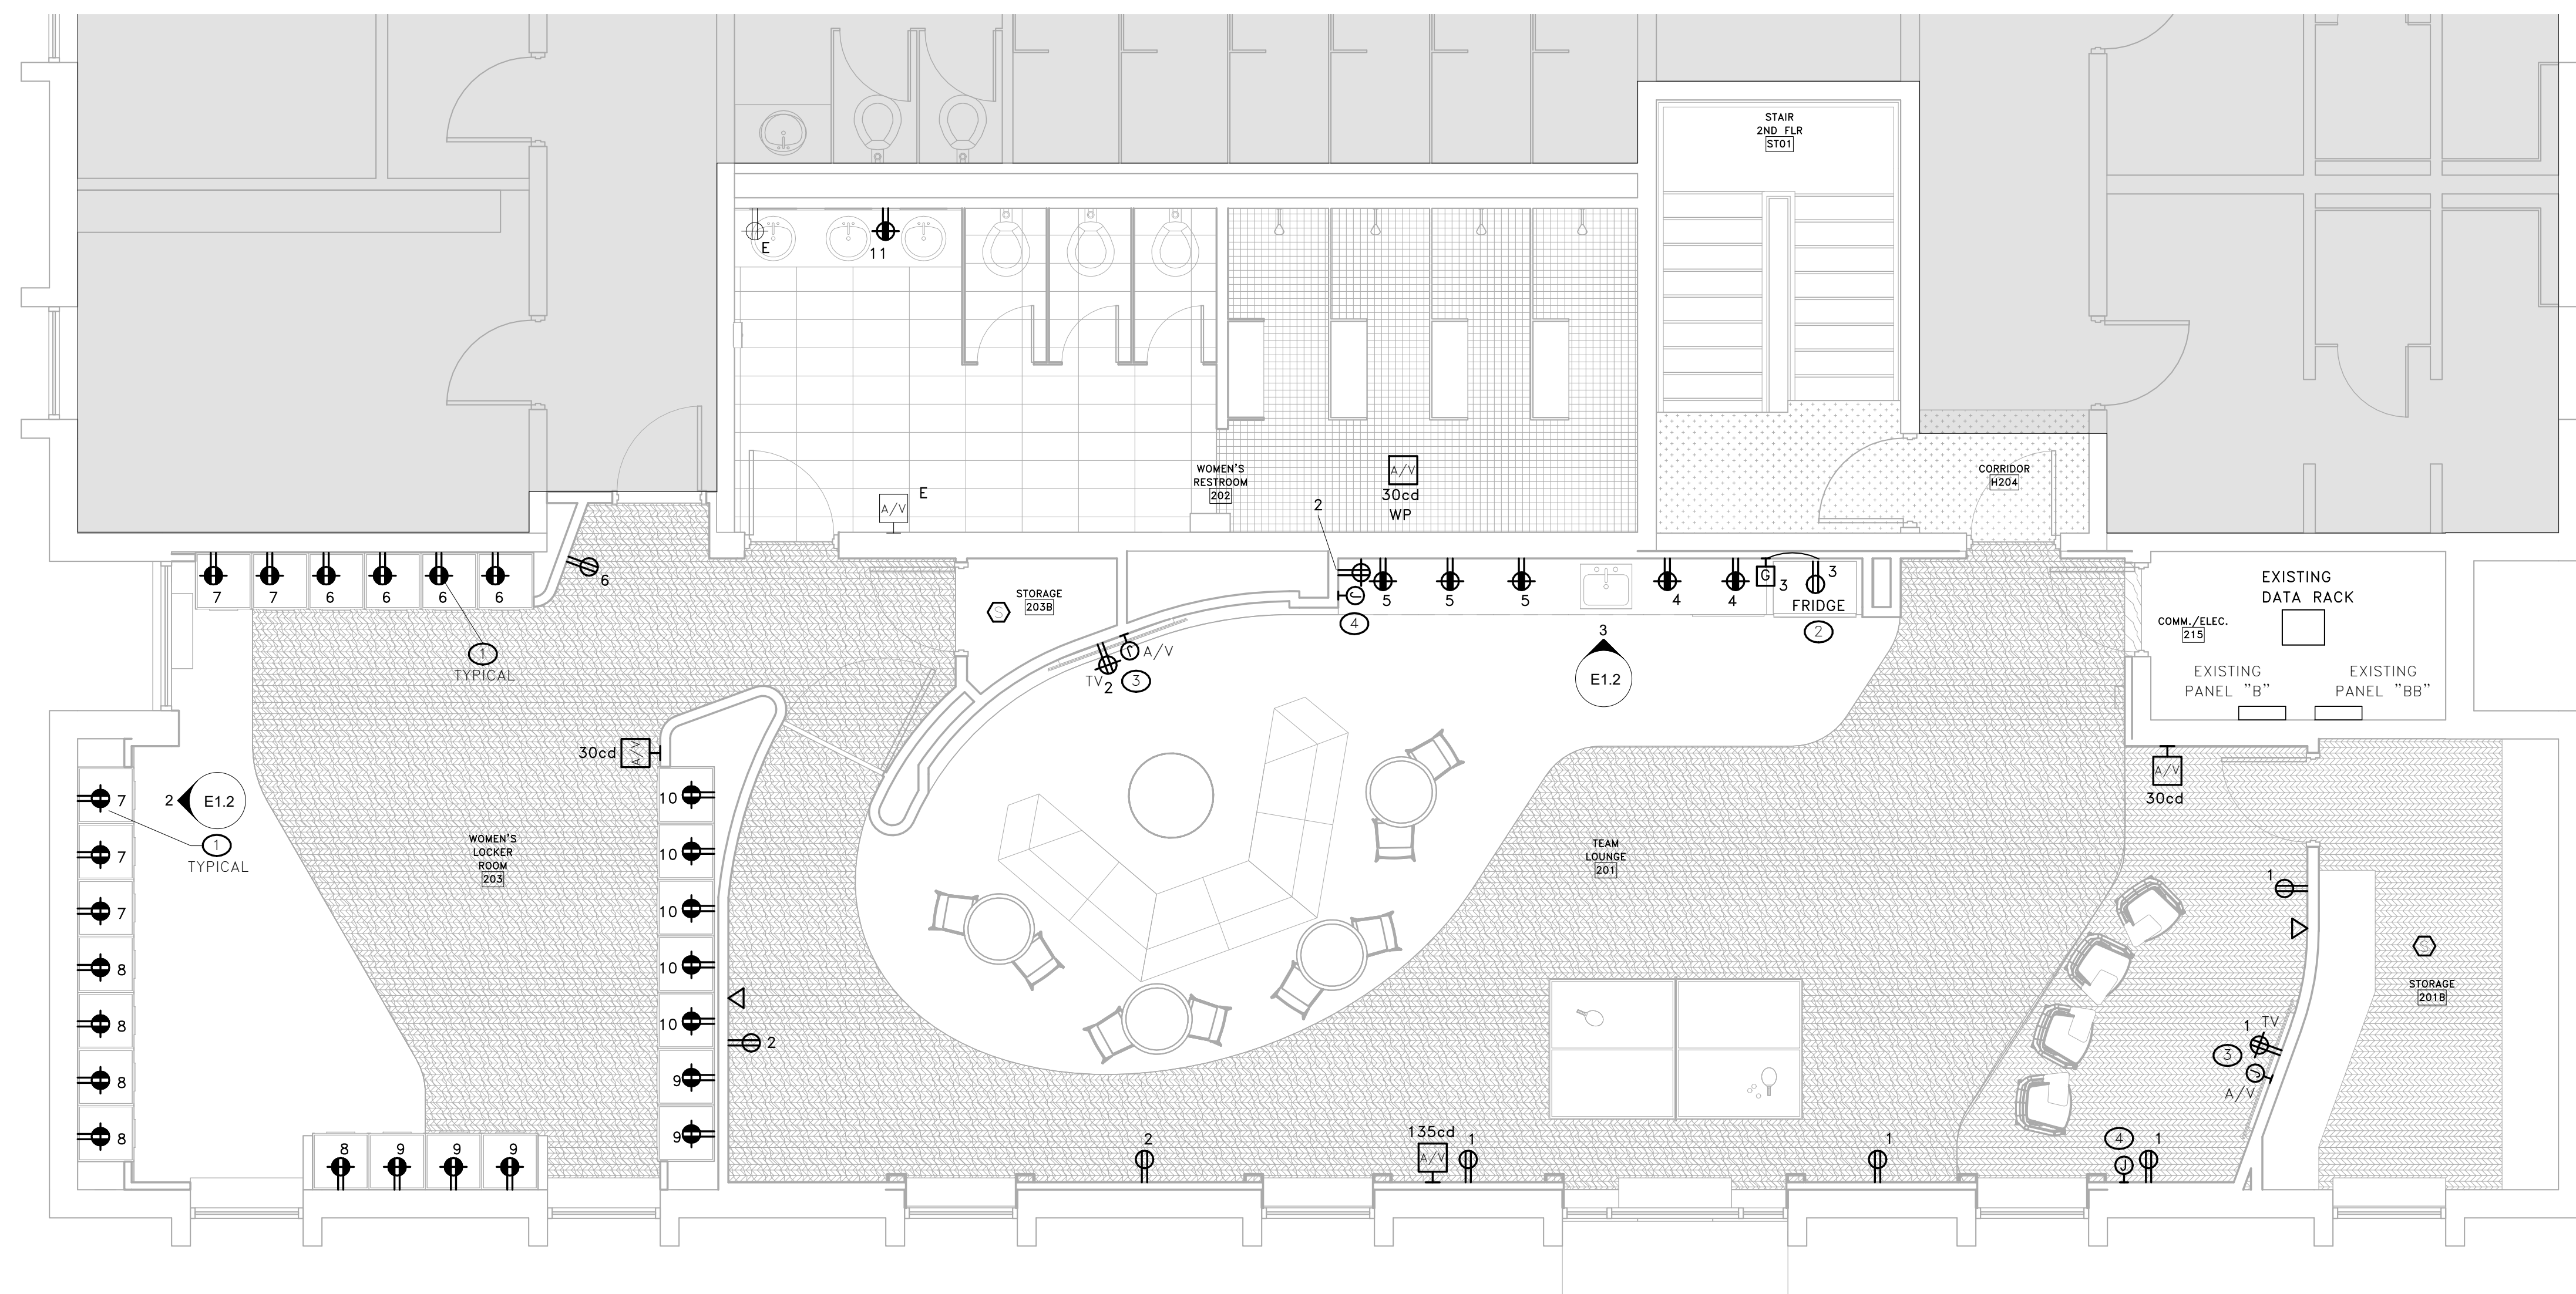 STAIR
2ND FLR
ST01
E
11
WOMEN'S
RESTROOM
202
A/V
30cd
WP
CORRIDOR
H204
A/V
E
2
7
7
6
6
6
6
6
1
TYPICAL
STORAGE
203B
S
J
4
5
5
5
4
4
G
3
3
FRIDGE
2
EXISTING
DATA RACK
COMM./ELEC.
215
EXISTING
PANEL "B"
EXISTING
PANEL "BB"
J
A/V
TV
2
3
3
E1.2
30cd
A/V
A/V
30cd
7
2
E1.2
1
TYPICAL
7
7
8
8
8
8
WOMEN'S
LOCKER
ROOM
203
10
10
10
10
10
9
9
2
TEAM
LOUNGE
201
1
S
STORAGE
201B
1
TV
3
J
A/V
8
9
9
9
2
135cd
A/V
1
1
4
J
1